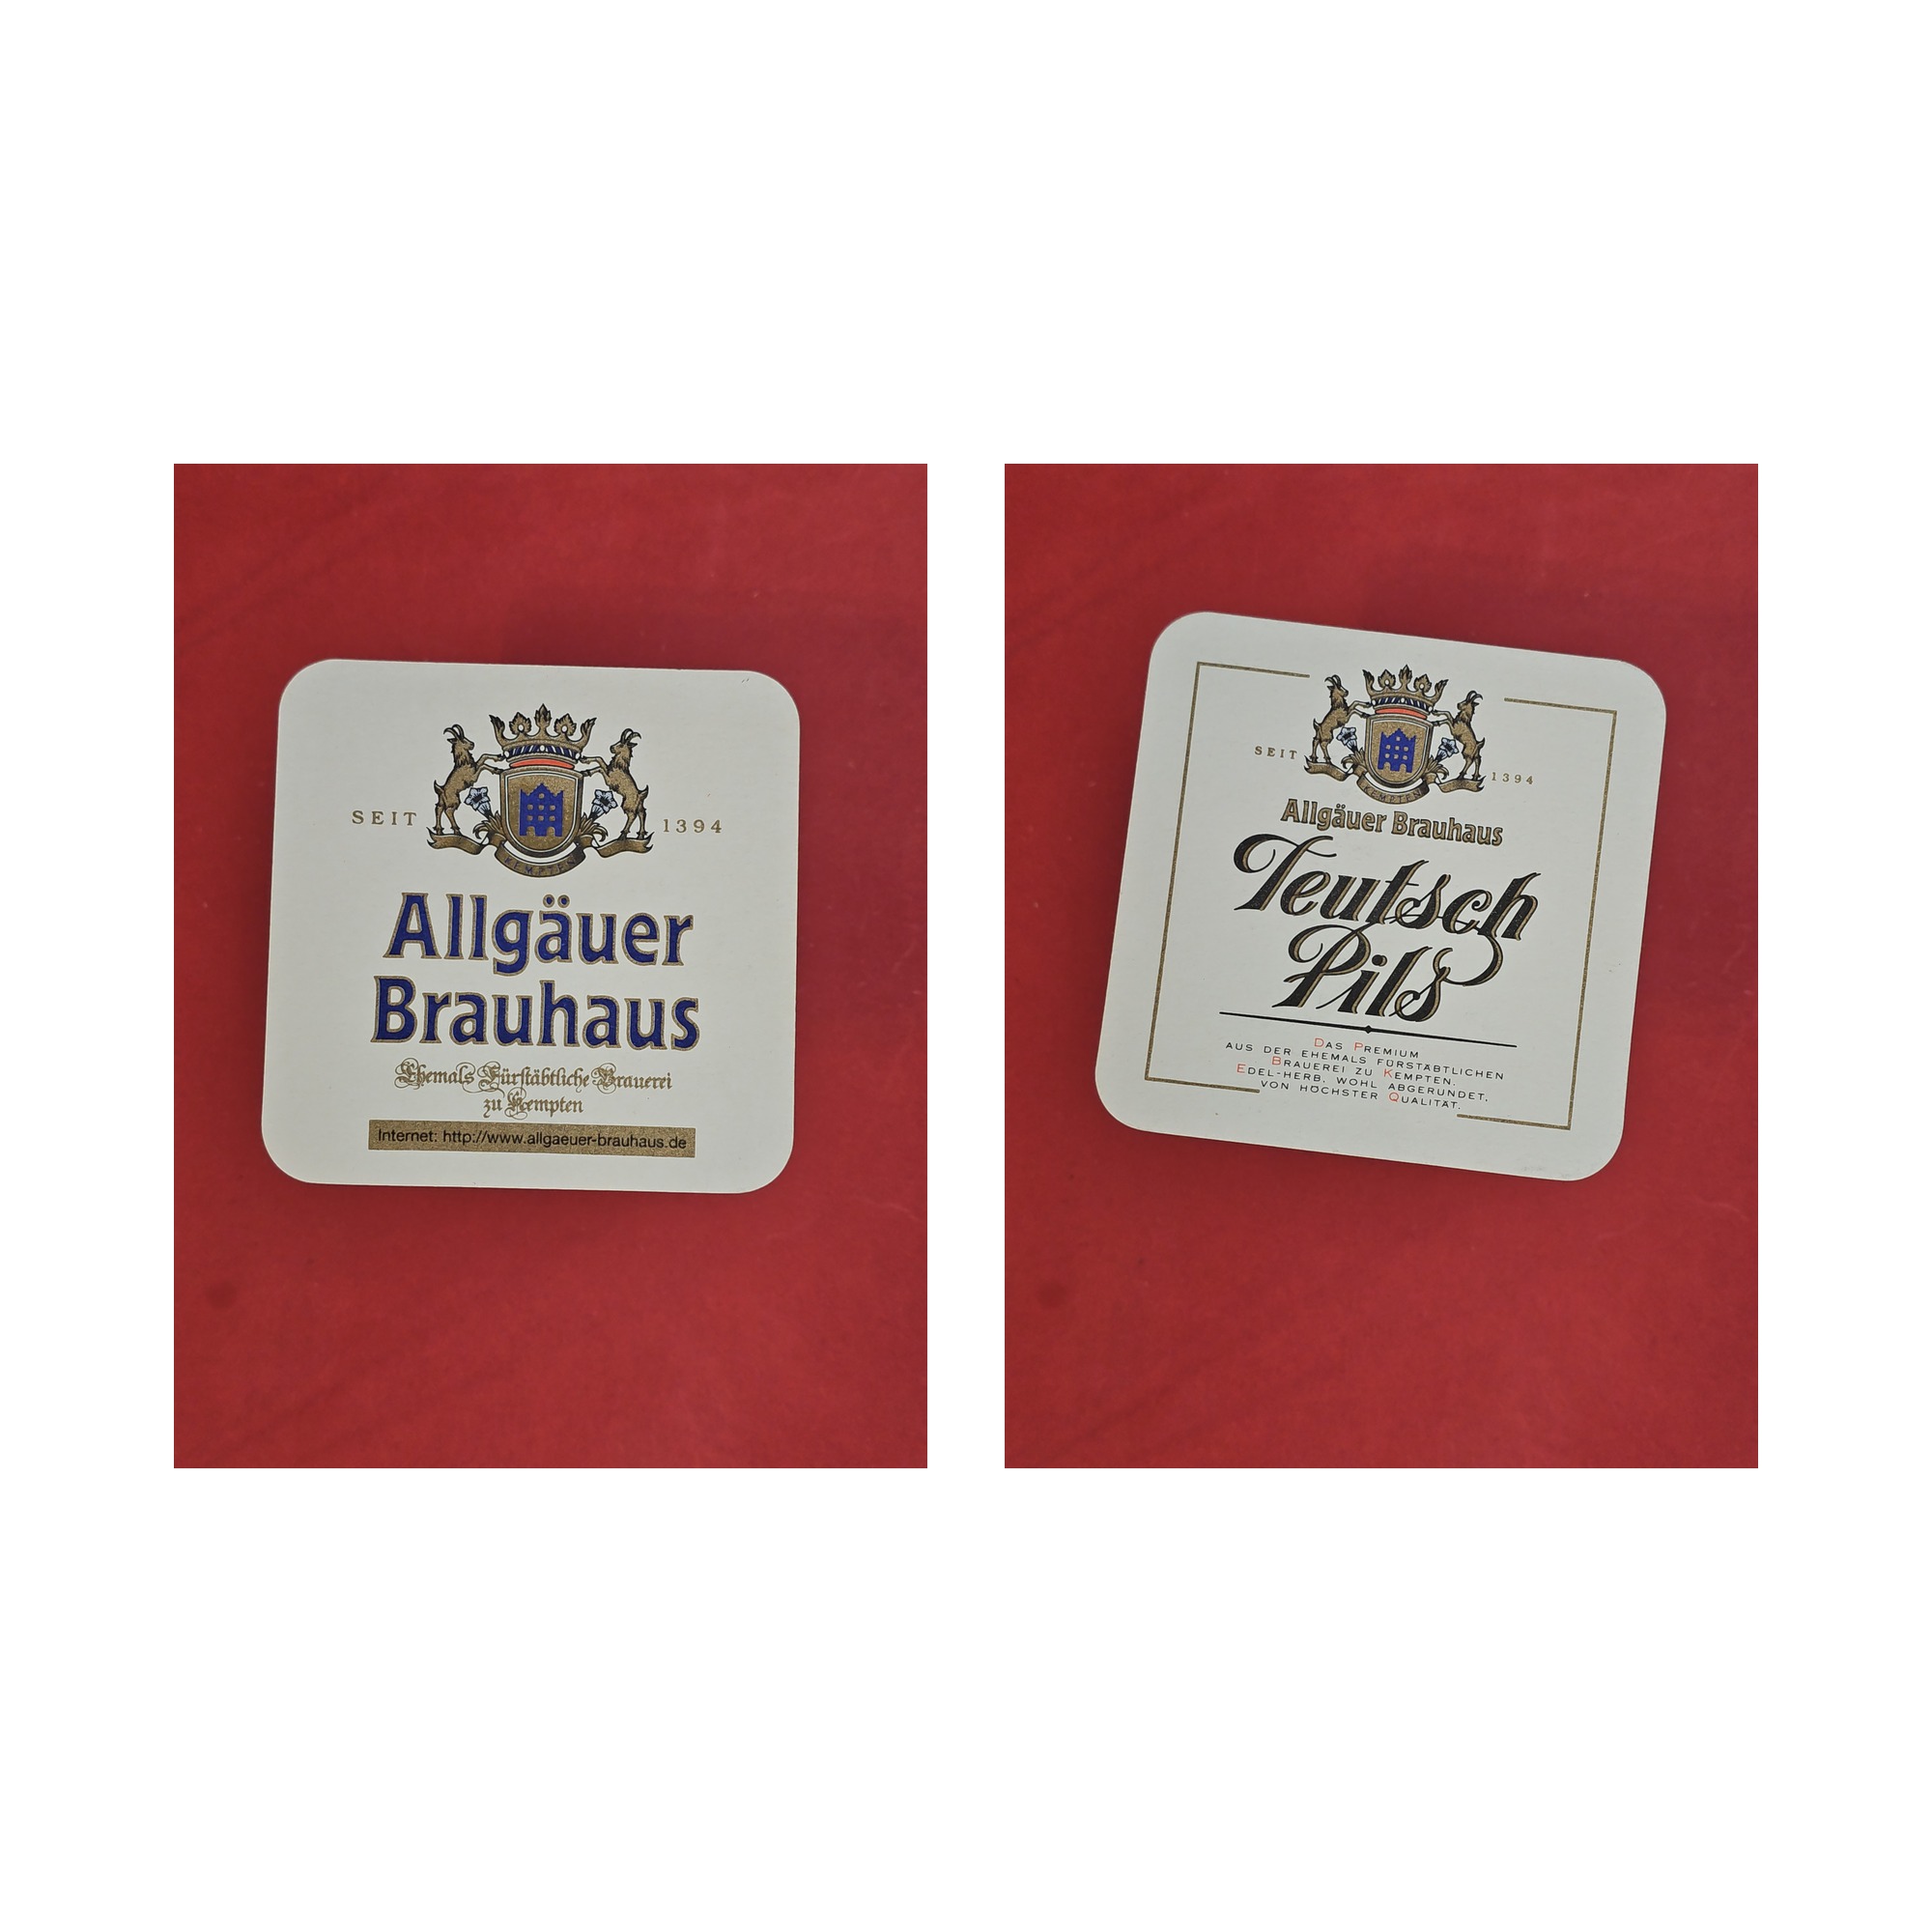 SEIT 1394
KEMPTEN
Allgäuer
Brauhaus
Ehemals Fürstäbtliche Brauerei
zu Kempten
Internet: http://www.allgaeuer-brauhaus.de
SEIT 1394
KEMPTEN
Allgäuer Brauhaus
Teutsch
Pils
DAS PREMIUM
AUS DER EHEMALS FÜRSTÄBTLICHEN
BRAUEREI ZU KEMPTEN.
EDEL-HERB, WOHL ABGERUNDET,
VON HÖCHSTER QUALITÄT.